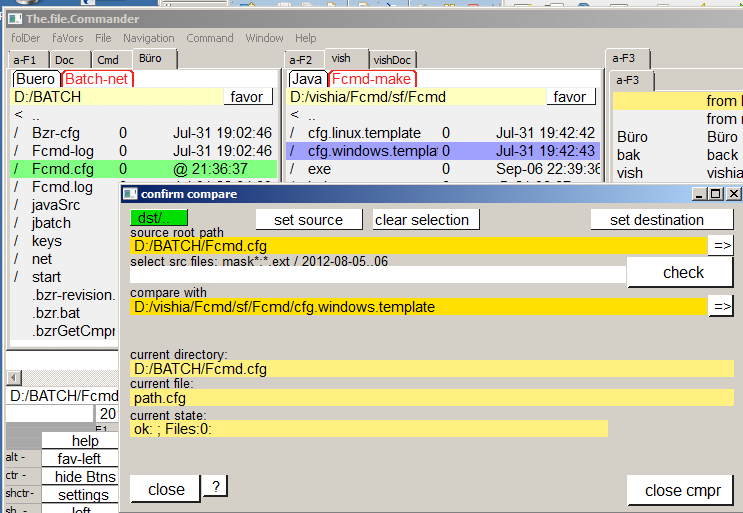 The.file.Commander
folDer faVors File Navigation Command Window Help
a-F1 Doc Cmd Büro a-F2 vish vishDoc a-F3
Buero Batch-net Java Fcmd-make a-F3
D:/BATCH favor D:/vishia/Fcmd/sf/Fcmd favor from
< .. < .. from
/ Bzr-cfg 0 Jul-31 19:02:46 / cfg.linux.template 0 Jul-31 19:42:42 Büro Büro
/ Fcmd-log 0 Jul-31 19:02:46 / cfg.windows.templat 0 Jul-31 19:42:43 bak back
/ Fcmd.cfg 0 @ 21:36:37 / exe 0 Sep-06 22:39:36 vish vishia
/ Fcmd.log
/ javaSrc
/ jbatch
/ keys
/ net
/ start
.bzr-revision.
.bzr.bat
.bzrGetCmpr
D:/BATCH/Fcmd
20
F1
help
alt - fav-left
ctr - hide Btns
shctr- settings
sh - left
confirm compare
dst/.. set source clear selection set destination
source root path
D:/BATCH/Fcmd.cfg =>
select src files: mask*:*.ext / 2012-08-05..06
check
compare with
D:/vishia/Fcmd/sf/Fcmd/cfg.windows.template =>
current directory:
D:/BATCH/Fcmd.cfg
current file:
path.cfg
current state:
ok: ; Files:0:
close ? close cmpr